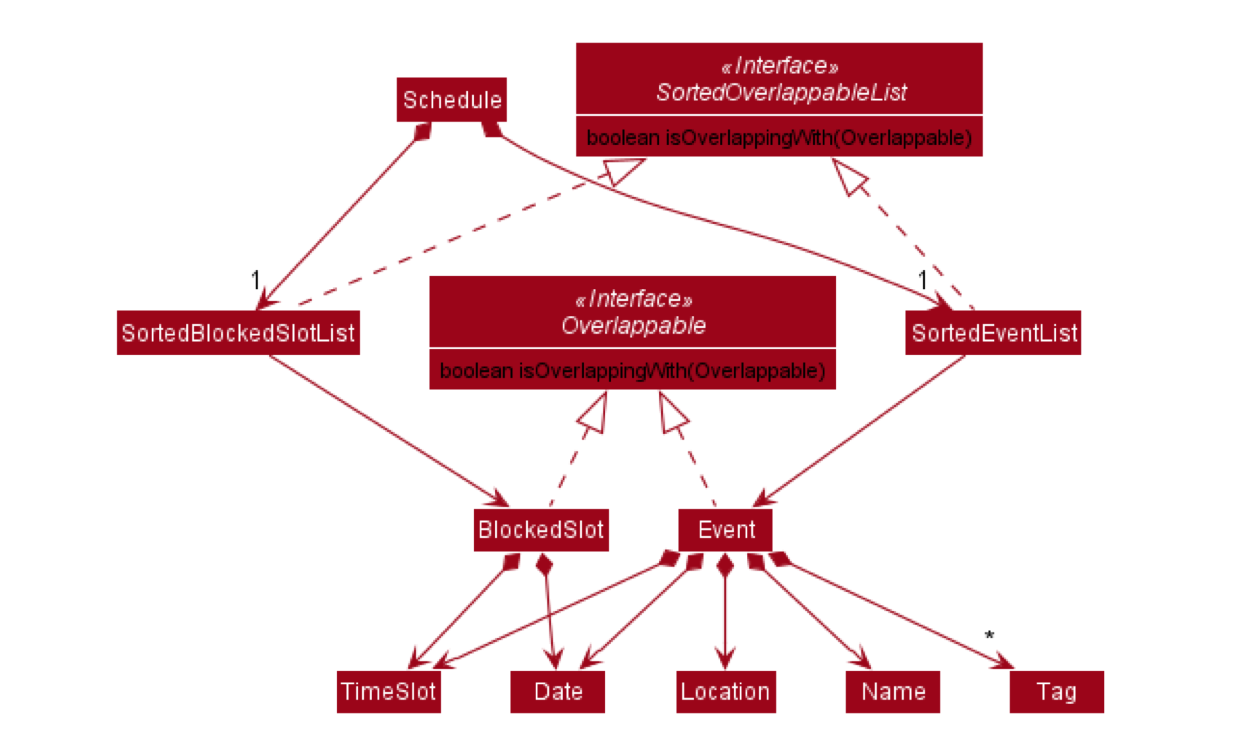 «Interface»
SortedOverlappableList
Schedule
boolean isOverlappingWith(Overlappable)
1
1
«Interface»
Overlappable
SortedBlockedSlotList
SortedEventList
boolean isOverlappingWith(Overlappable)
BlockedSlot
Event
*
TimeSlot
Date
Location
Name
Tag